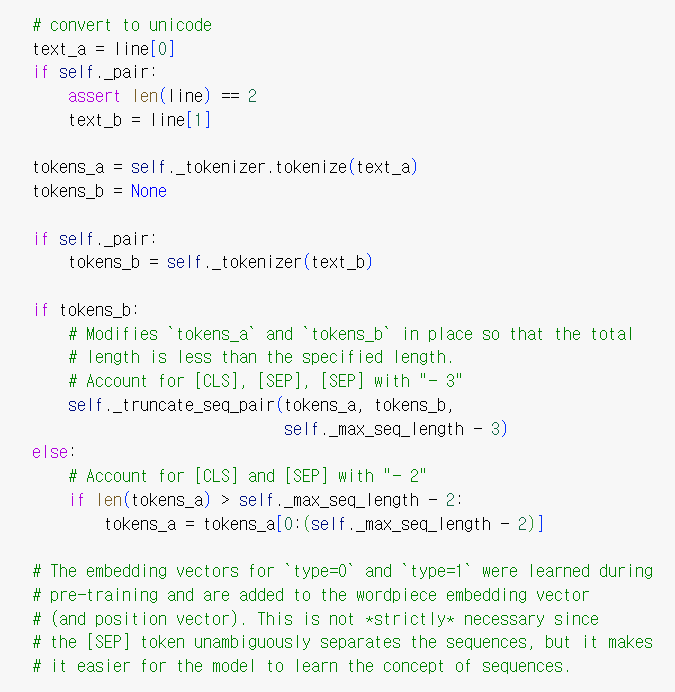 # convert to unicode
text_a = line[0]
if self._pair:
    assert len(line) == 2
    text_b = line[1]

tokens_a = self._tokenizer.tokenize(text_a)
tokens_b = None

if self._pair:
    tokens_b = self._tokenizer(text_b)

if tokens_b:
    # Modifies `tokens_a` and `tokens_b` in place so that the total
    # length is less than the specified length.
    # Account for [CLS], [SEP], [SEP] with "- 3"
    self._truncate_seq_pair(tokens_a, tokens_b,
                            self._max_seq_length - 3)
else:
    # Account for [CLS] and [SEP] with "- 2"
    if len(tokens_a) > self._max_seq_length - 2:
        tokens_a = tokens_a[0:(self._max_seq_length - 2)]

# The embedding vectors for `type=0` and `type=1` were learned during
# pre-training and are added to the wordpiece embedding vector
# (and position vector). This is not *strictly* necessary since
# the [SEP] token unambiguously separates the sequences, but it makes
# it easier for the model to learn the concept of sequences.